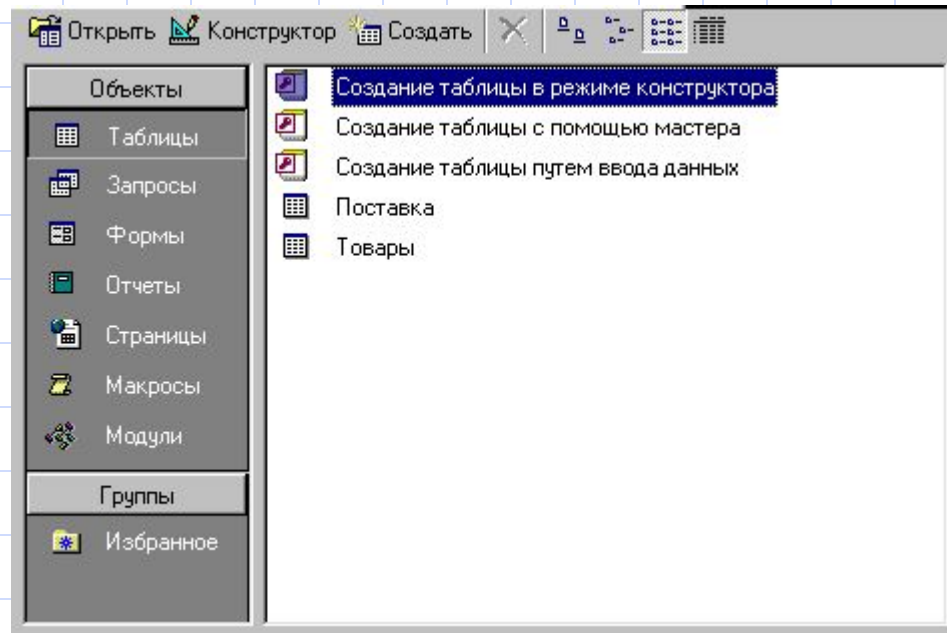 Открыть Конструктор Создать
Объекты
Таблицы
Запросы
Формы
Отчеты
Страницы
Макросы
Модули
Группы
Избранное
Создание таблицы в режиме конструктора
Создание таблицы с помощью мастера
Создание таблицы путем ввода данных
Поставка
Товары